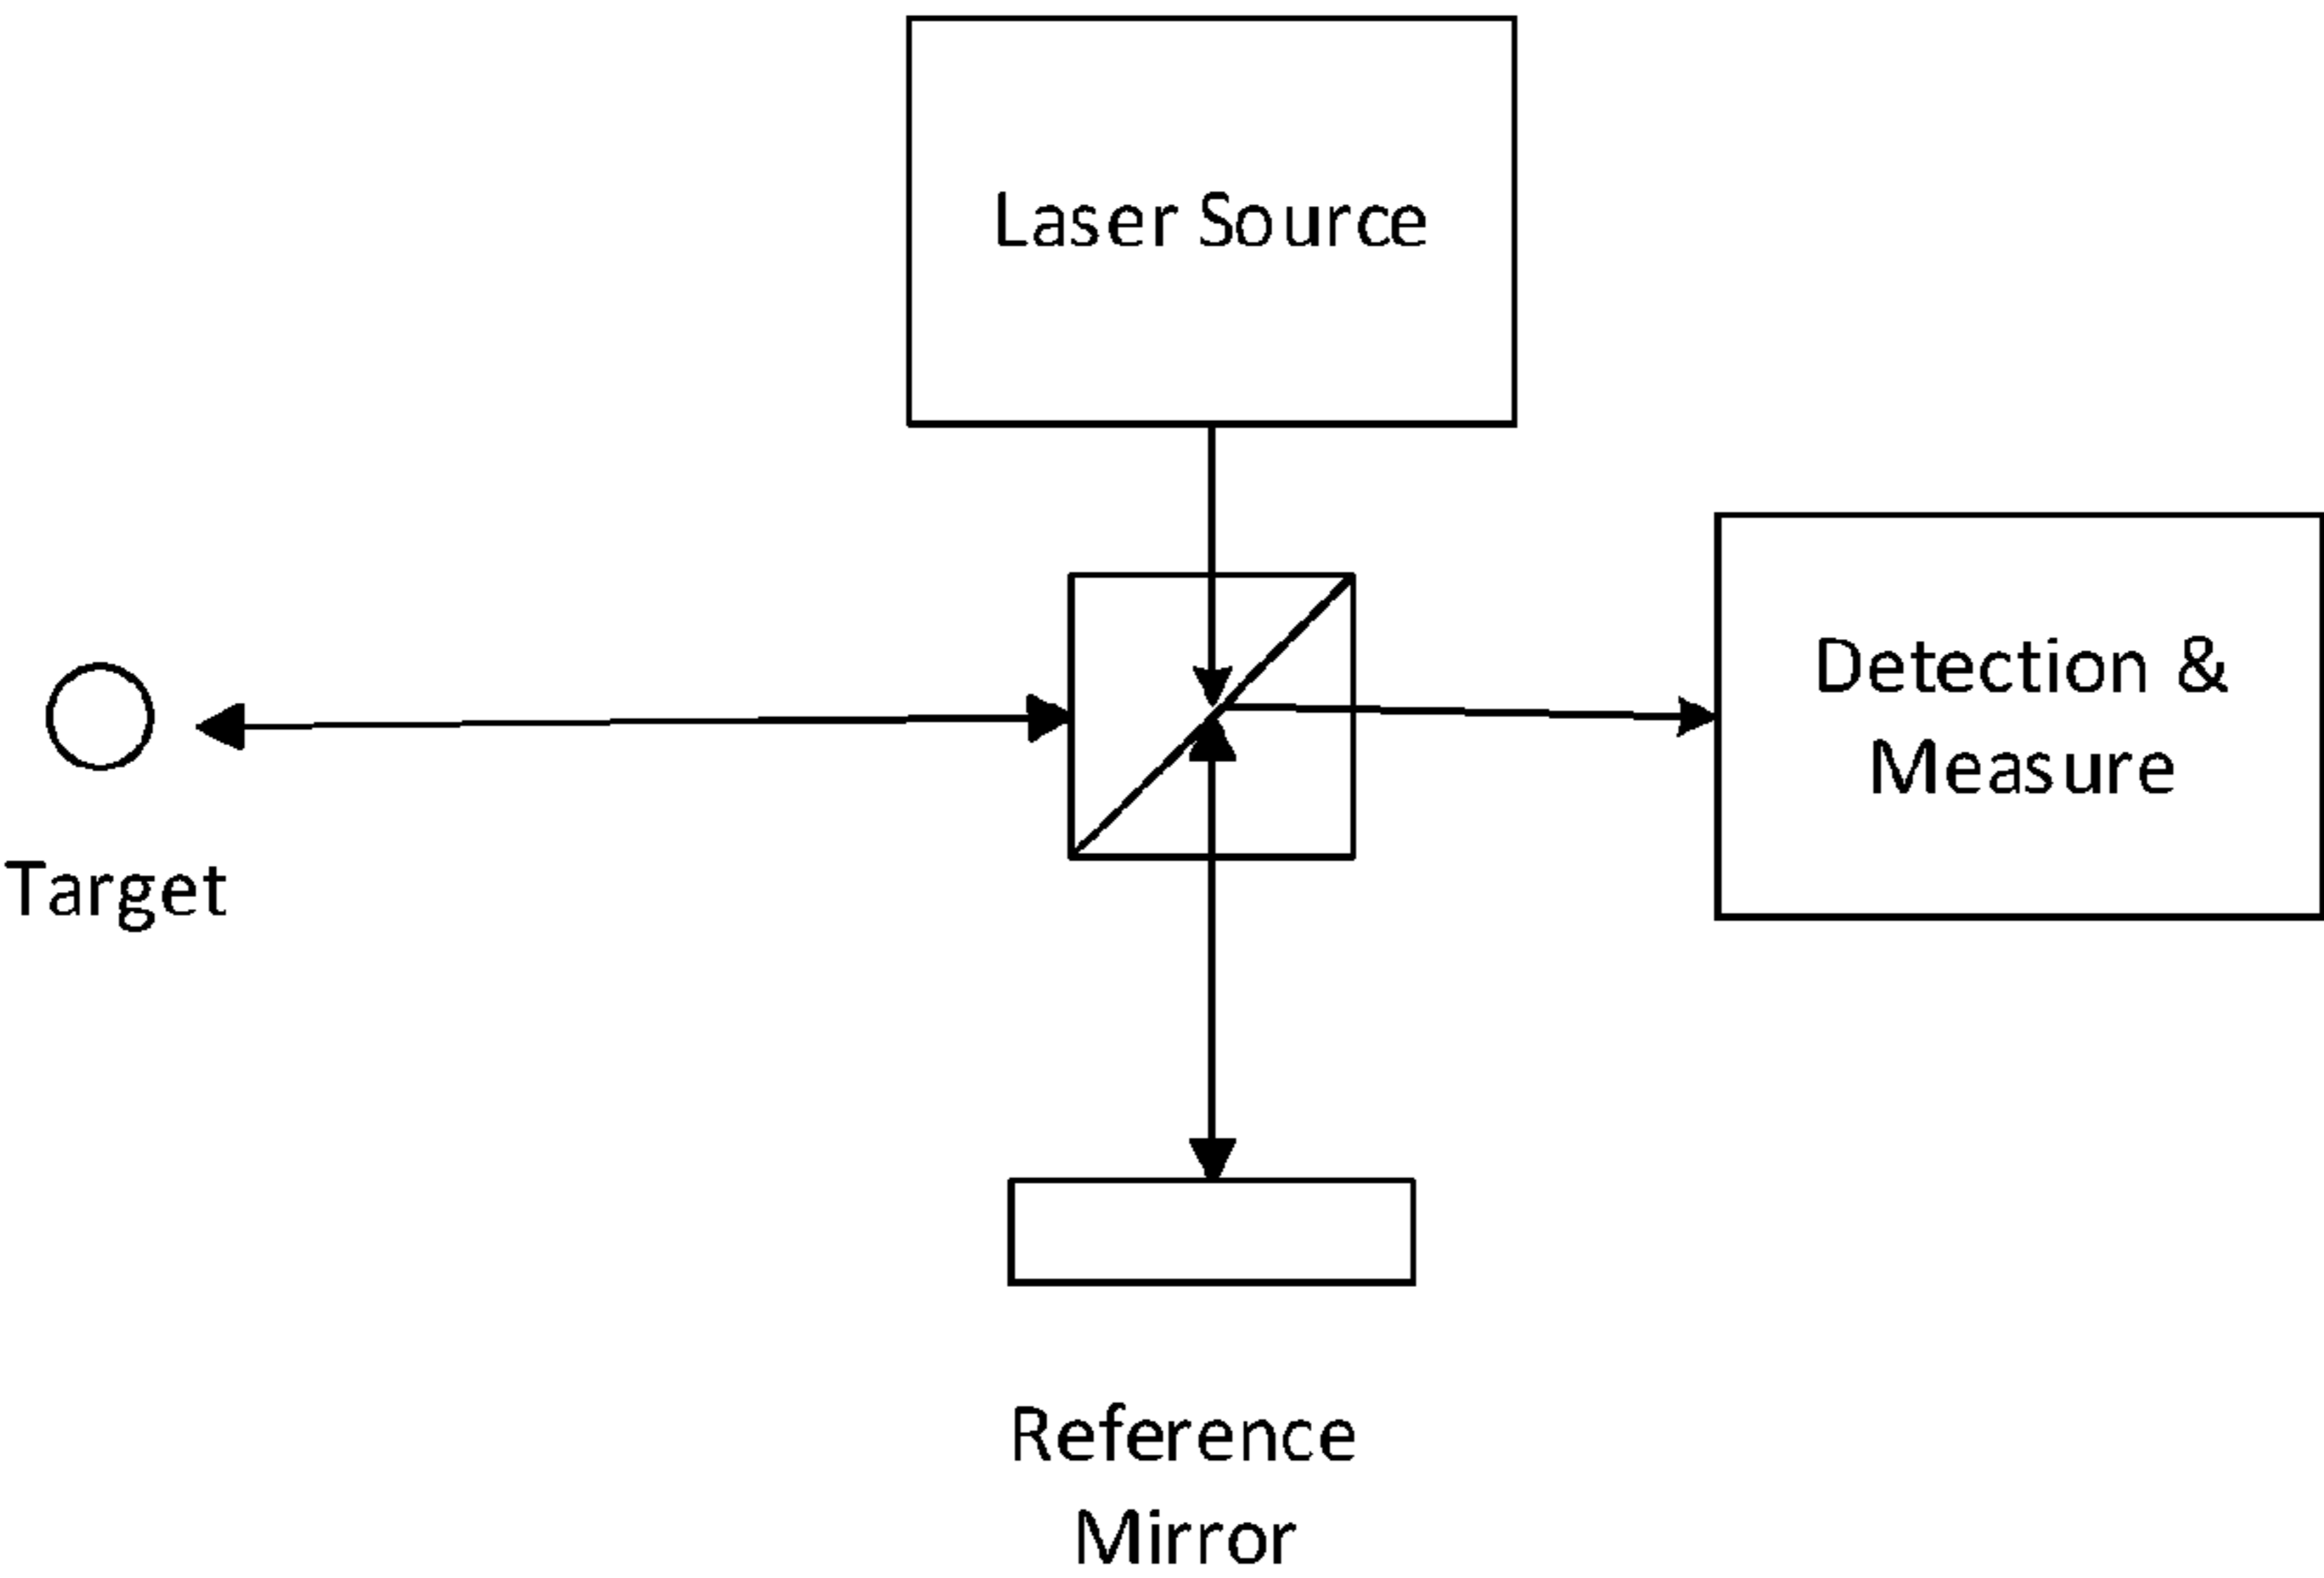 Laser Source
Detection &
Measure
Target
Reference
Mirror